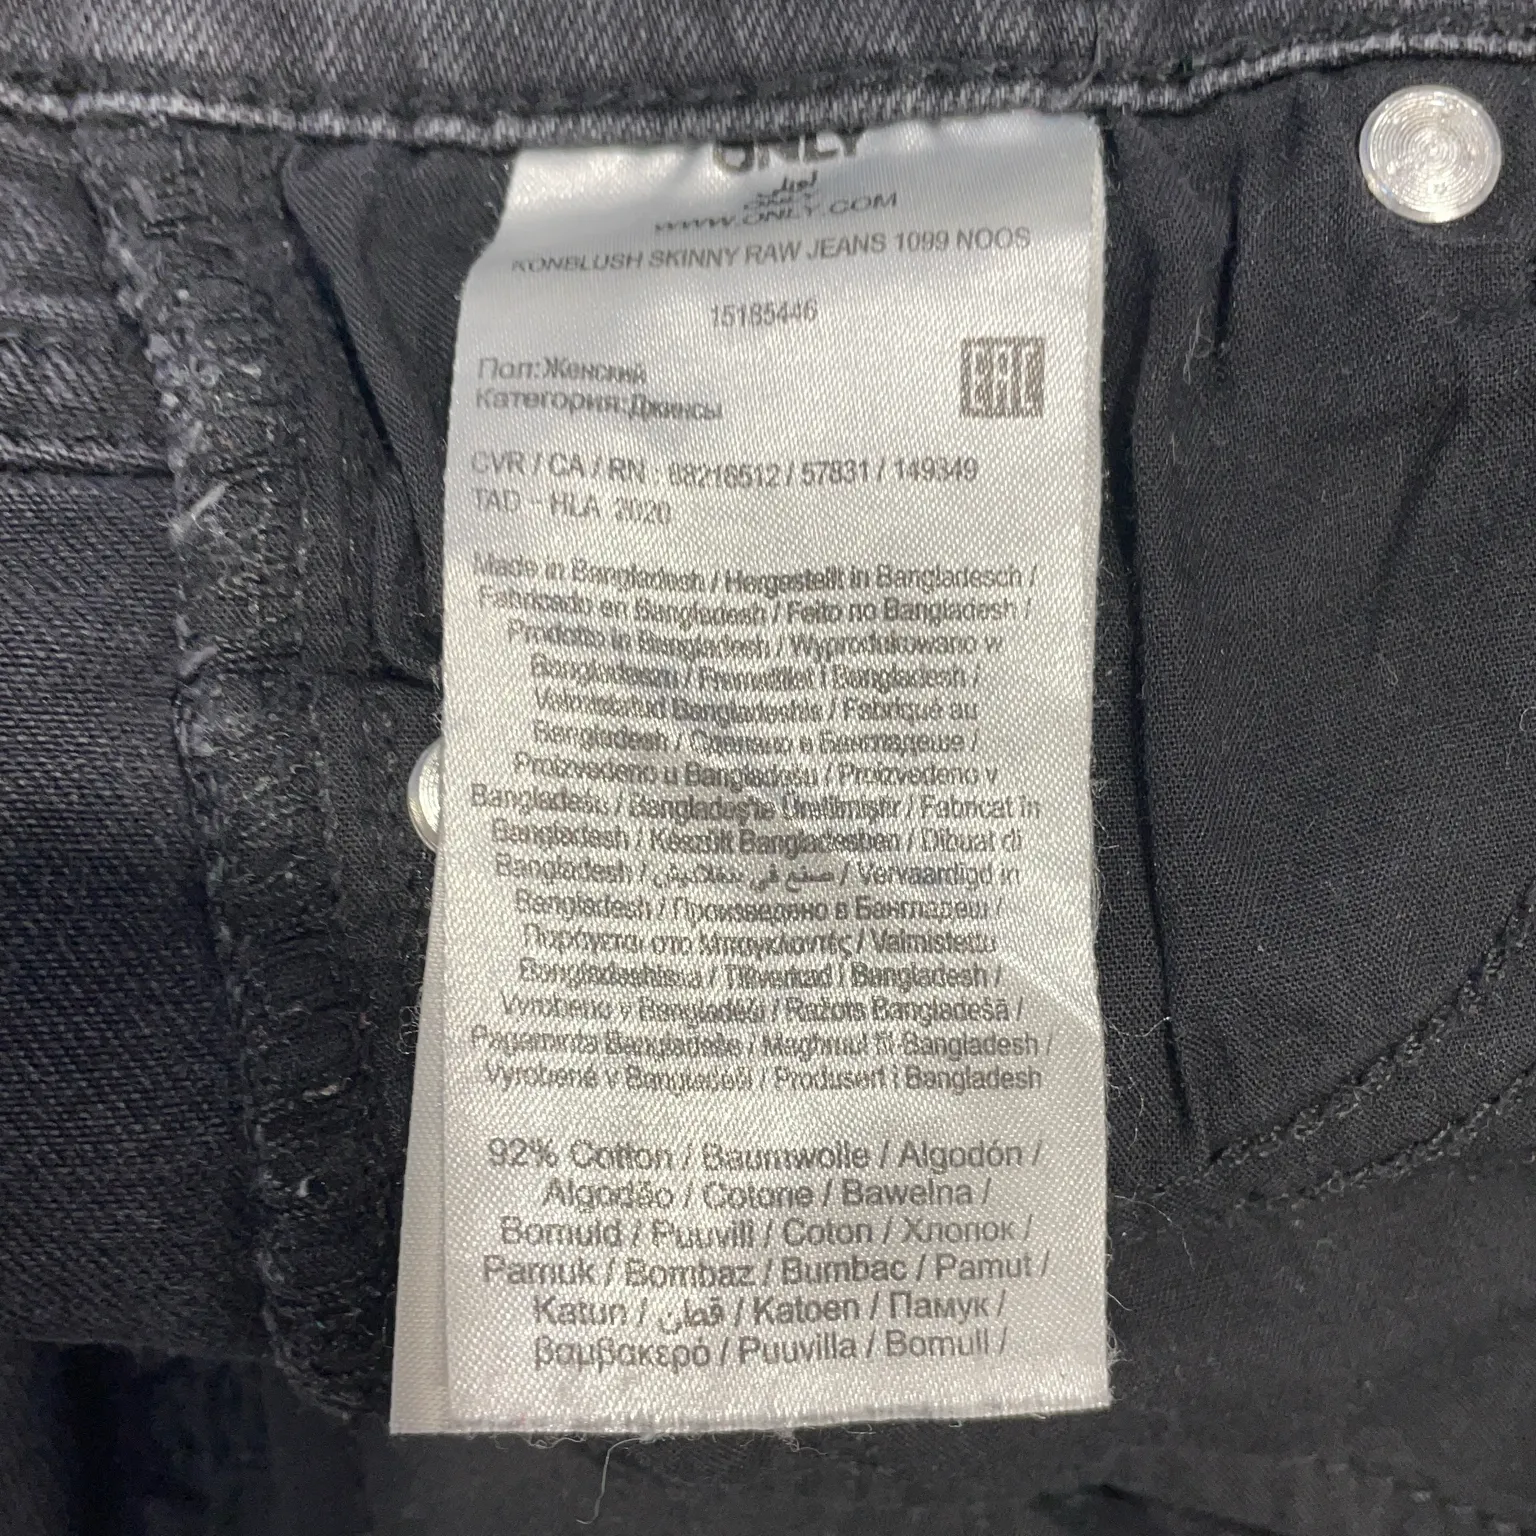 ONLY
اونلي
ONLY
WWW.ONLY.COM
KONBLUSH SKINNY RAW JEANS 1099 NOOS
15185446
Пол:Женский
Категория:Джинсы
EAC
CVR / CA / RN : 88216512 / 57831 / 149349
TAD - HLA 2020
Made in Bangladesh / Hergestellt in Bangladesch /
Fabricado en Bangladesh / Feito no Bangladesh /
Prodotto in Bangladesh / Wyprodukowano w
Bangladeszu / Fremstillet i Bangladesh /
Valmistatud Bangladeshis / Fabriqué au
Bangladesh / Сделано в Бангладеше /
Proizvedeno u Bangladešu / Proizvedeno v
Bangladešu / Bangladeş'te Üretilmiştir / Fabricat în
Bangladesh / Készült Bangladesben / Dibuat di
Bangladesh / صنع في بنغلاديش / Vervaardigd in
Bangladesh / Произведено в Бангладеш /
Παράγεται στο Μπαγκλαντές / Valmistettu
Bangladeshissa / Tillverkad i Bangladesh /
Vyrobeno v Bangladéši / Ražots Bangladešā /
Pagaminta Bangladeše / Magħmul fil-Bangladesh /
Vyrobené v Bangladéši / Produsert i Bangladesh
92% Cotton / Baumwolle / Algodón /
Algodão / Cotone / Bawełna /
Bomuld / Puuvill / Coton / Хлопок /
Pamuk / Bombaž / Bumbac / Pamut /
Katun / قطن / Katoen / Памук /
βαμβακερό / Puuvilla / Bomull /